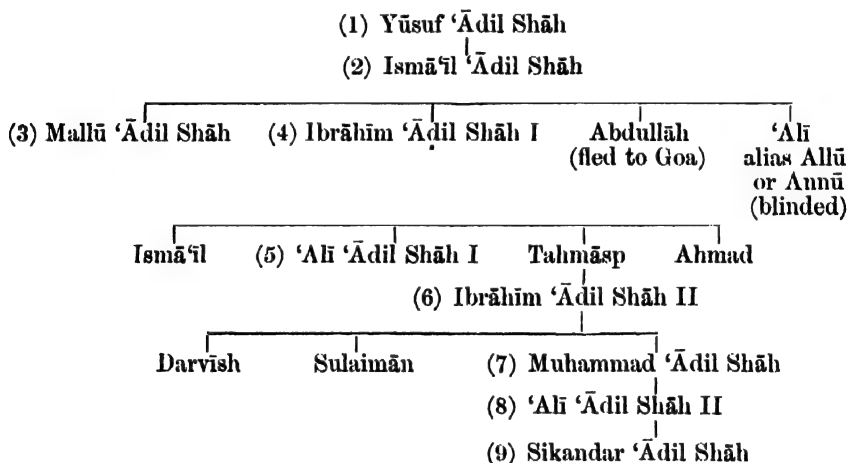 (1) Yūsuf ‘Ādil Shāh
(2) Ismā‘īl ‘Ādil Shāh
(3) Mallū ‘Ādil Shāh (4) Ibrāhīm ‘Ādil Shāh I Abdullāh ‘Alī
(fled to Goa) alias Allū
or Annū
(blinded)
Ismā‘īl (5) ‘Alī ‘Ādil Shāh I Tahmāsp Ahmad
(6) Ibrāhīm ‘Ādil Shāh II
Darvīsh Sulaimān (7) Muhammad ‘Ādil Shāh
(8) ‘Alī ‘Ādil Shāh II
(9) Sikandar ‘Ādil Shāh